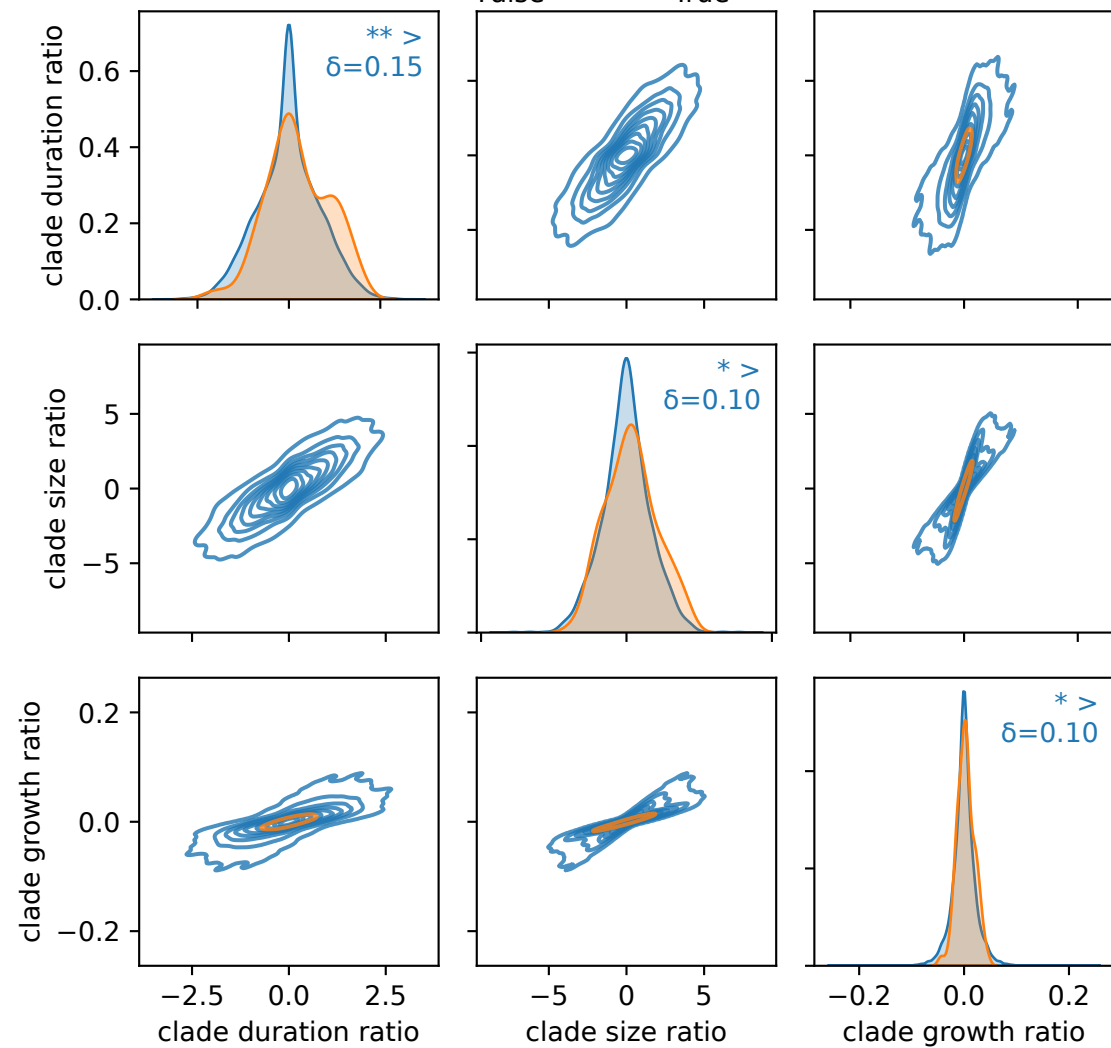 False True
clade duration ratio
0.6
0.4
0.2
0.0
** >
δ=0.15
clade size ratio
5
0
−5
* >
δ=0.10
clade growth ratio
0.2
0.0
−0.2
* >
δ=0.10
−2.5 0.0 2.5
−5 0 5
−0.2 0.0 0.2
clade duration ratio
clade size ratio
clade growth ratio